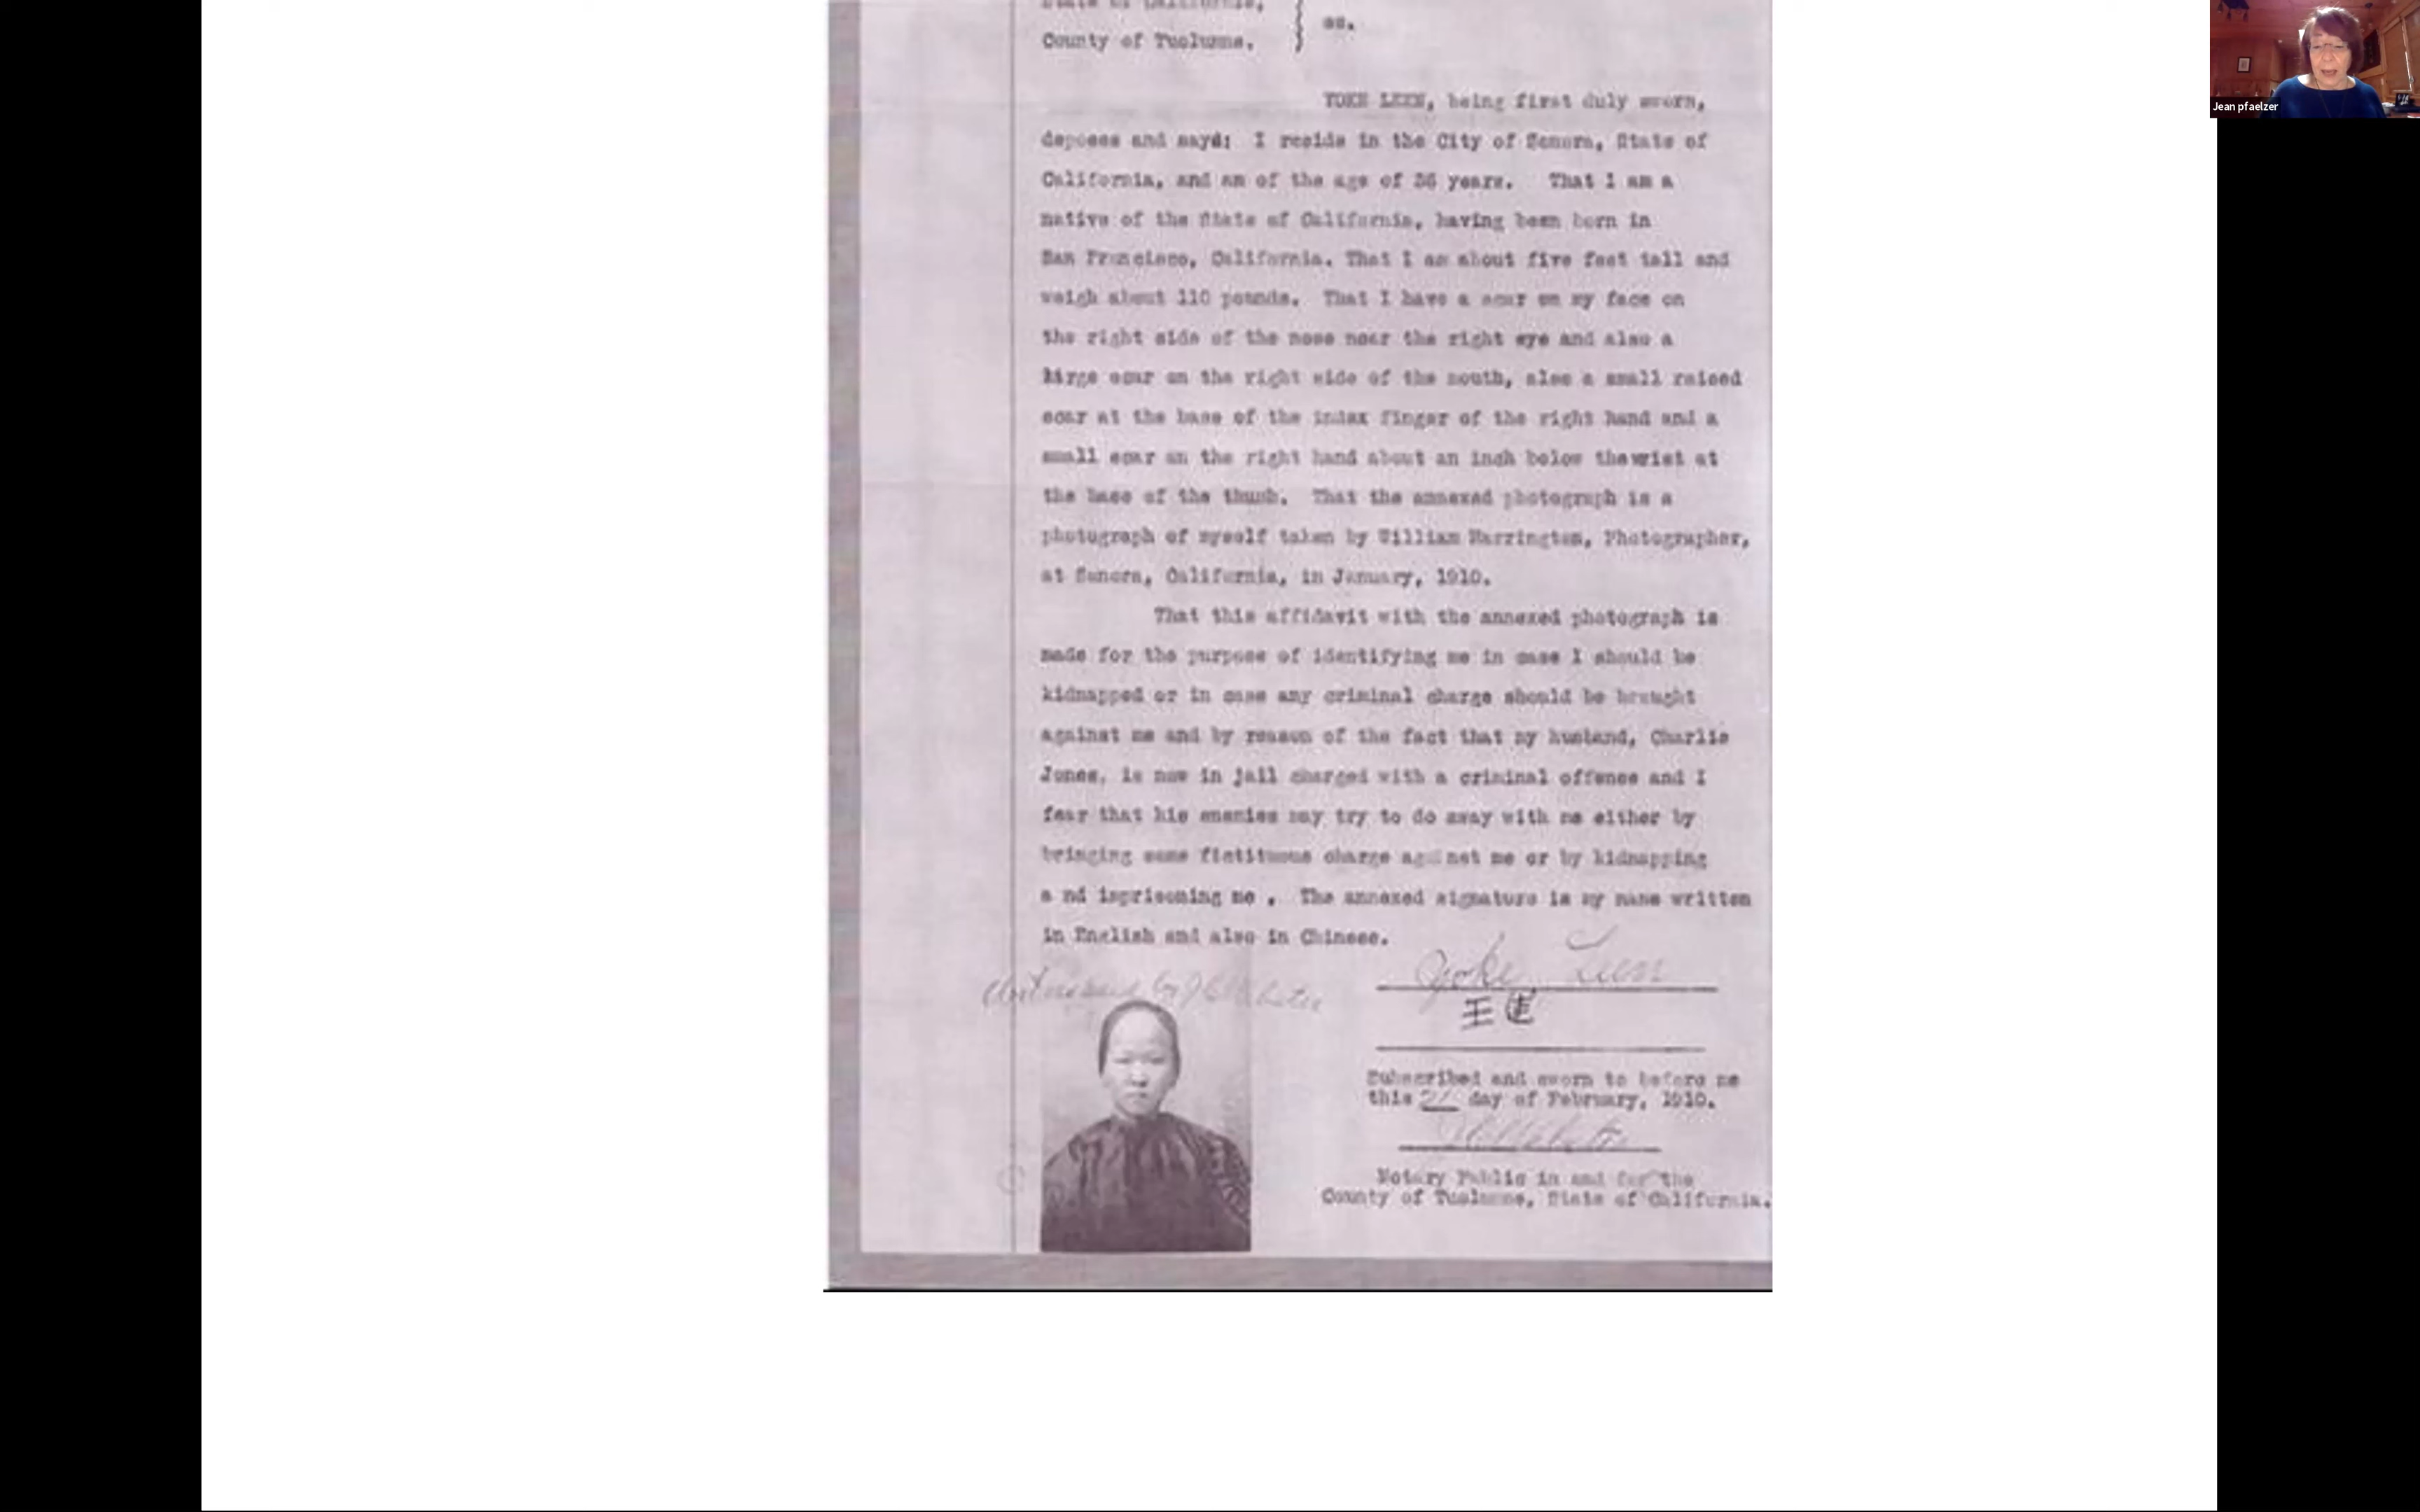 State of California,
County of Tuolumne. } ss.
YOKE LEEN, being first duly sworn,
deposes and sayd: I reside in the City of Sonora, State of
California, and am of the age of 36 years. That I am a
native of the State of California, having been born in
San Francisco, California. That I am about five feet tall and
weigh about 110 pounds. That I have a scar on my face on
the right side of the nose near the right eye and also a
large scar on the right side of the mouth, also a small raised
scar at the base of the index finger of the right hand and a
small scar on the right hand about an inch below thewrist at
the base of the thumb. That the annexed photograph is a
photograph of myself taken by William Harrington, Photographer,
at Sonora, California, in January, 1910.
That this affidavit with the annexed photograph is
made for the purpose of identifying me in case I should be
kidnapped or in case any criminal charge should be brought
against me and by reason of the fact that my husband, Charlie
Jones, is now in jail charged with a criminal offense and I
fear that his enemies may try to do away with me either by
bringing some fictituous charge against me or by kidnapping
a nd imprisoning me . The annexed signature is my name written
in English and also in Chinese.
Yoke Leen
Subscribed and sworn to before me
this 21 day of February, 1910.
Notary Public in and for the
County of Tuolumne, State of California.
Jean pfaelzer